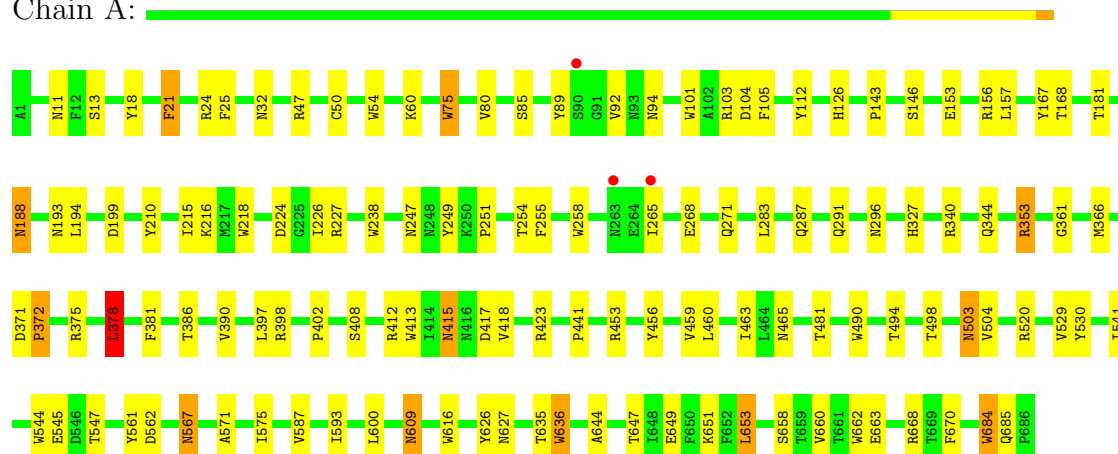 Chain A:
A1 N11 F12 S13 Y18 F21 R24 F25 N32 R47 C50 W54 K60 W75 V80 S85 Y89 S90 G91 V92 N93 N94 W101 A102 R103 D104 F105 Y112 H126 P143 S146 E153 R156 L157 Y167 T168 T181
N188 N193 L194 D199 Y210 I215 K216 M217 W218 D224 G225 L226 R227 W238 N247 N248 Y249 K250 P251 T254 F255 W258 N263 E264 I265 E268 Q271 L283 Q287 Q291 N296 H327 R340 Q344 R353 G361 M366
D371 P372 R375 L378 F381 T386 V390 L397 R398 P402 S408 R412 W413 I414 N415 N416 D417 V418 R423 P441 R453 Y456 V459 L460 I463 L464 N465 T481 W490 T494 T498 N503 V504 R520 V529 Y530
W544 E545 D546 T547 Y561 D562 N567 A571 I575 V587 I593 L600 N609 W616 Y626 N627 T635 W636 A644 T647 I648 E649 F650 K651 F652 L653 S658 T659 V660 T661 W662 E663 R668 T669 F670 W684 Q685 P686